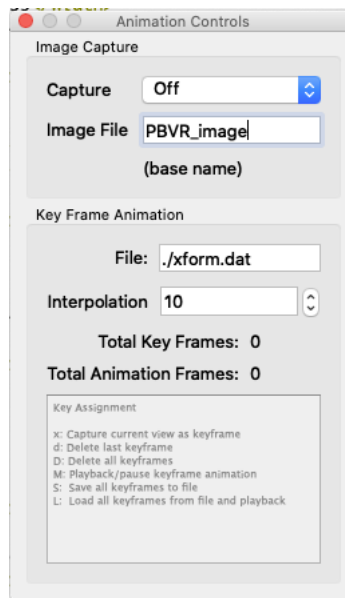 Animation Controls
Image Capture
Capture Off
Image File PBVR_image
(base name)
Key Frame Animation
File: ./xform.dat
Interpolation 10
Total Key Frames: 0
Total Animation Frames: 0
Key Assignment
x: Capture current view as keyframe
d: Delete last keyframe
D: Delete all keyframes
M: Playback/pause keyframe animation
S: Save all keyframes to file
L: Load all keyframes from file and playback